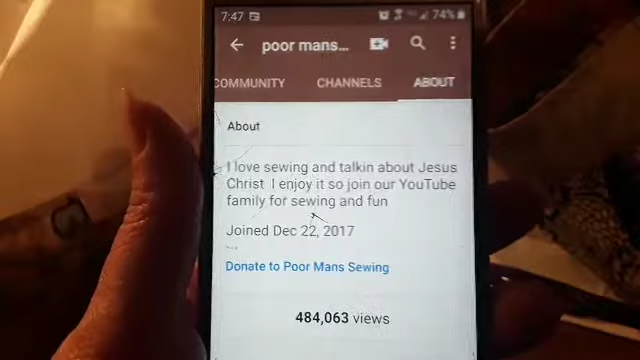 7:47 74%
poor mans...
COMMUNITY CHANNELS ABOUT
About
I love sewing and talkin about Jesus
Christ I enjoy it so join our YouTube
family for sewing and fun
Joined Dec 22, 2017
Donate to Poor Mans Sewing
484,063 views